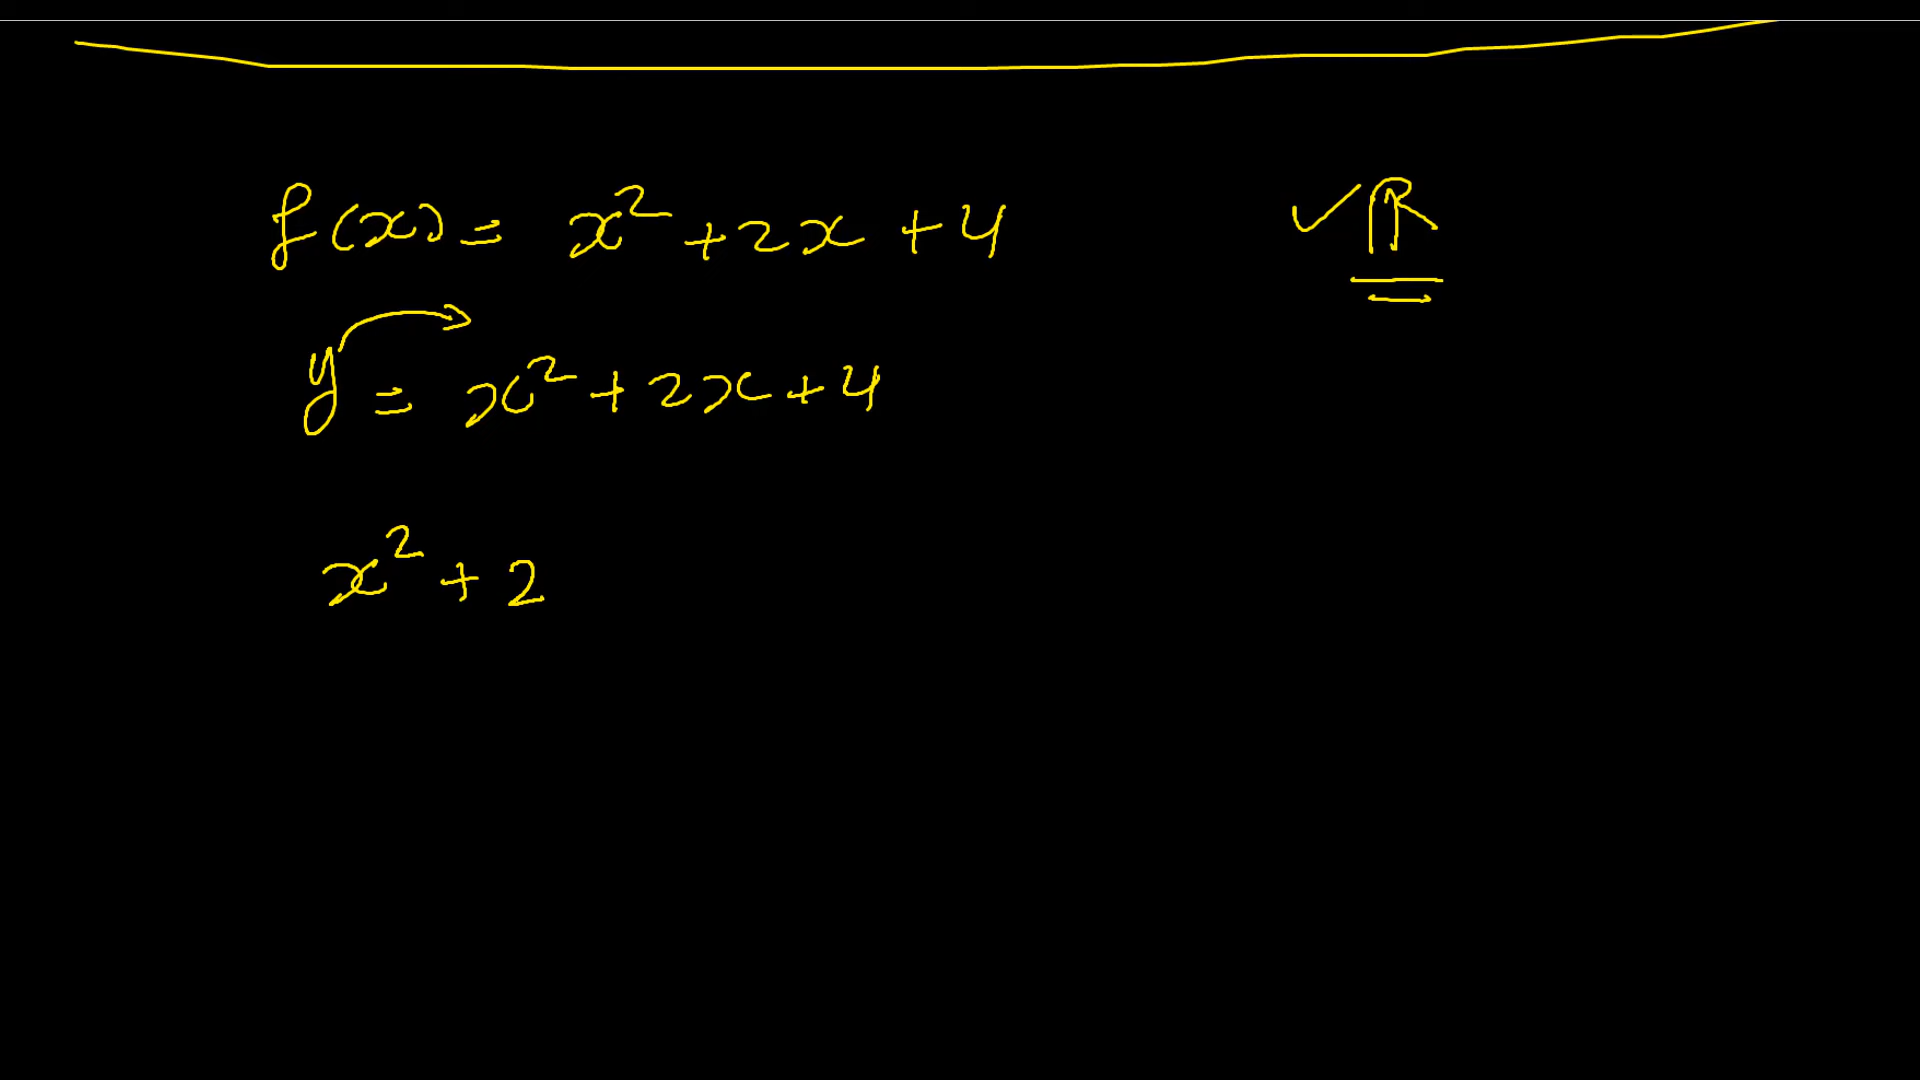 f(x) = x² + 2x + 4 ✓ℝ
y = x² + 2x + 4
x² + 2